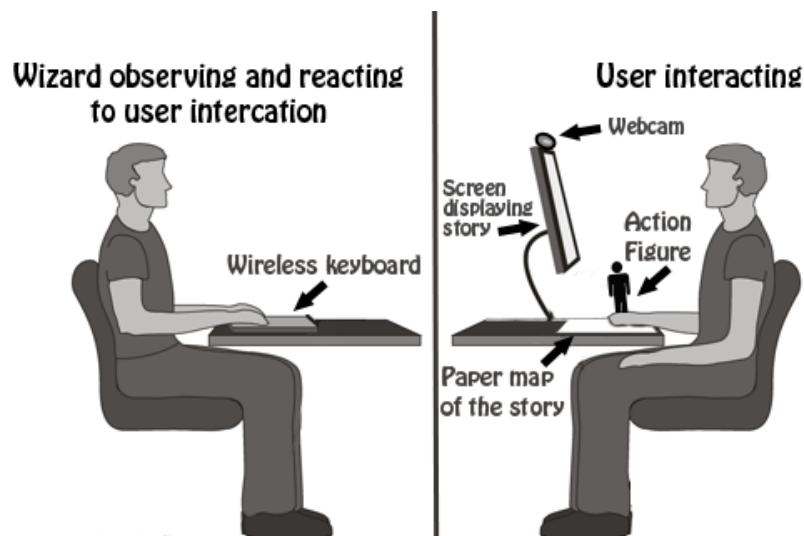 Wizard observing and reacting
to user intercation
User interacting
Webcam
Screen
displaying
story
Action
Figure
Wireless keyboard
Paper map
of the story